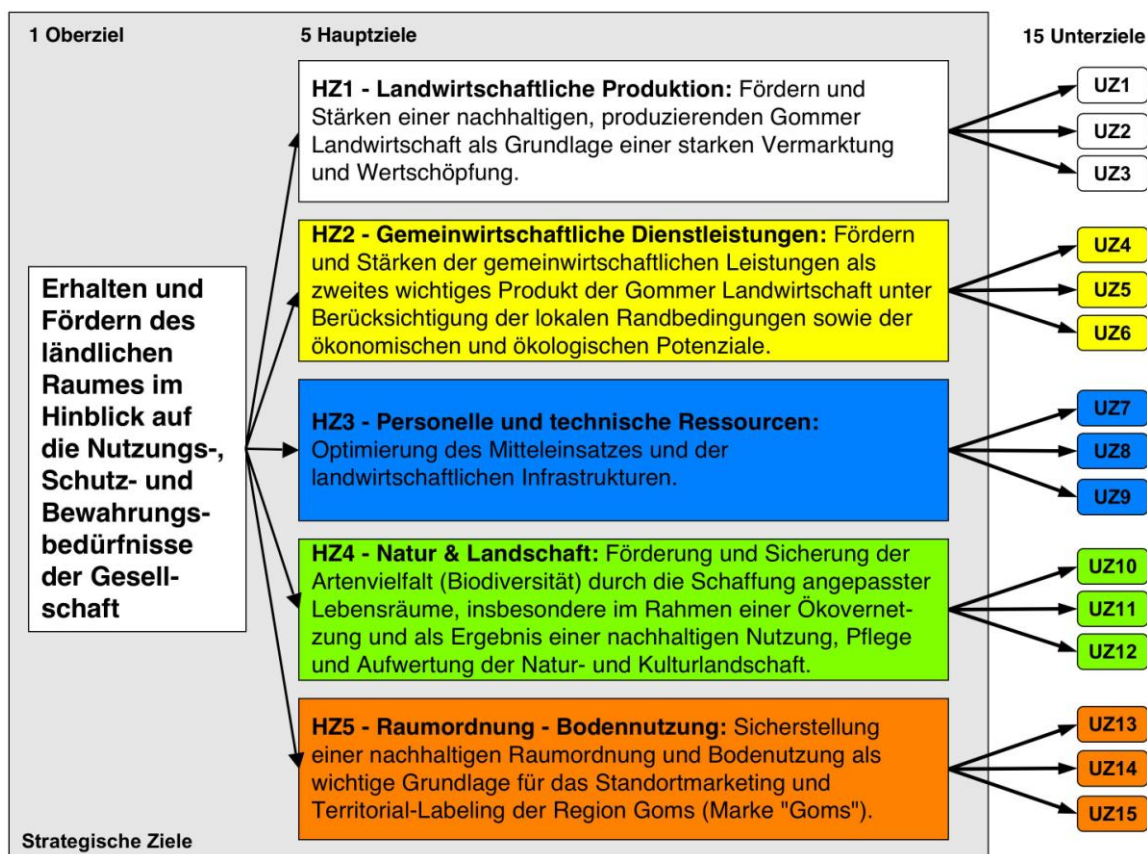 1 Oberziel
5 Hauptziele
15 Unterziele
Erhalten und
Fördern des
ländlichen
Raumes im
Hinblick auf
die Nutzungs-,
Schutz- und
Bewahrungs-
bedürfnisse
der Gesell-
schaft
HZ1 - Landwirtschaftliche Produktion: Fördern und
Stärken einer nachhaltigen, produzierenden Gommer
Landwirtschaft als Grundlage einer starken Vermarktung
und Wertschöpfung.
UZ1
UZ2
UZ3
HZ2 - Gemeinwirtschaftliche Dienstleistungen: Fördern
und Stärken der gemeinwirtschaftlichen Leistungen als
zweites wichtiges Produkt der Gommer Landwirtschaft unter
Berücksichtigung der lokalen Randbedingungen sowie der
ökonomischen und ökologischen Potenziale.
UZ4
UZ5
UZ6
HZ3 - Personelle und technische Ressourcen:
Optimierung des Mitteleinsatzes und der
landwirtschaftlichen Infrastrukturen.
UZ7
UZ8
UZ9
HZ4 - Natur & Landschaft: Förderung und Sicherung der
Artenvielfalt (Biodiversität) durch die Schaffung angepasster
Lebensräume, insbesondere im Rahmen einer Ökovernet-
zung und als Ergebnis einer nachhaltigen Nutzung, Pflege
und Aufwertung der Natur- und Kulturlandschaft.
UZ10
UZ11
UZ12
HZ5 - Raumordnung - Bodennutzung: Sicherstellung
einer nachhaltigen Raumordnung und Bodenutzung als
wichtige Grundlage für das Standortmarketing und
Territorial-Labeling der Region Goms (Marke "Goms").
UZ13
UZ14
UZ15
Strategische Ziele